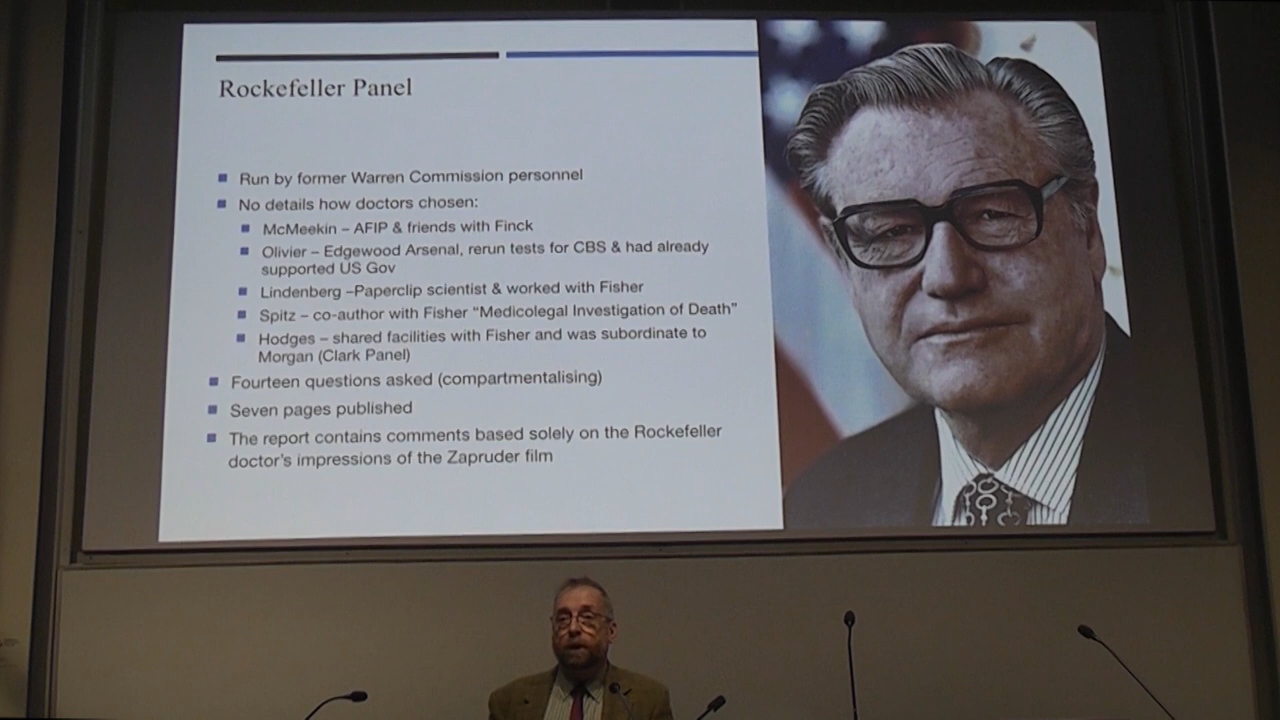 Rockefeller Panel
Run by former Warren Commission personnel
No details how doctors chosen:
McMeekin – AFIP & friends with Finck
Olivier – Edgewood Arsenal, rerun tests for CBS & had already
supported US Gov
Lindenberg –Paperclip scientist & worked with Fisher
Spitz – co-author with Fisher “Medicolegal Investigation of Death”
Hodges – shared facilities with Fisher and was subordinate to
Morgan (Clark Panel)
Fourteen questions asked (compartmentalising)
Seven pages published
The report contains comments based solely on the Rockefeller
doctor’s impressions of the Zapruder film